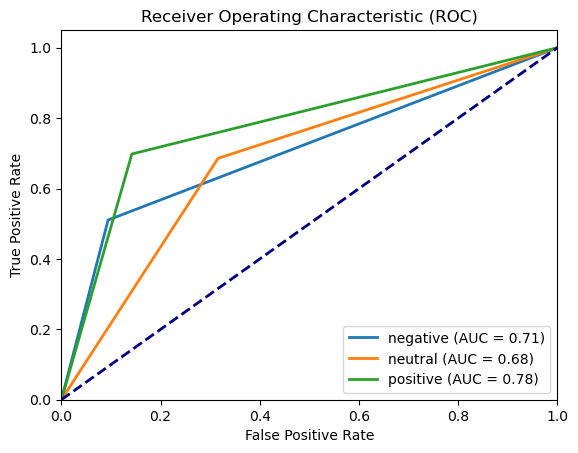 Receiver Operating Characteristic (ROC)
1.0
0.8
0.6
0.4
0.2
0.0
True Positive Rate
negative (AUC = 0.71)
neutral (AUC = 0.68)
positive (AUC = 0.78)
0.0 0.2 0.4 0.6 0.8 1.0
False Positive Rate